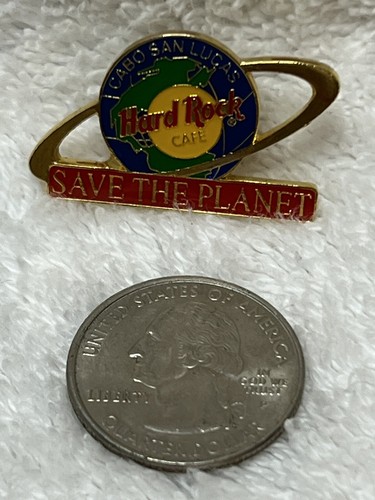 CABO SAN LUCAS
Hard Rock
CAFE
SAVE THE PLANET
UNITED STATES OF AMERICA
LIBERTY
IN
GOD WE
TRUST
QUARTER DOLLAR